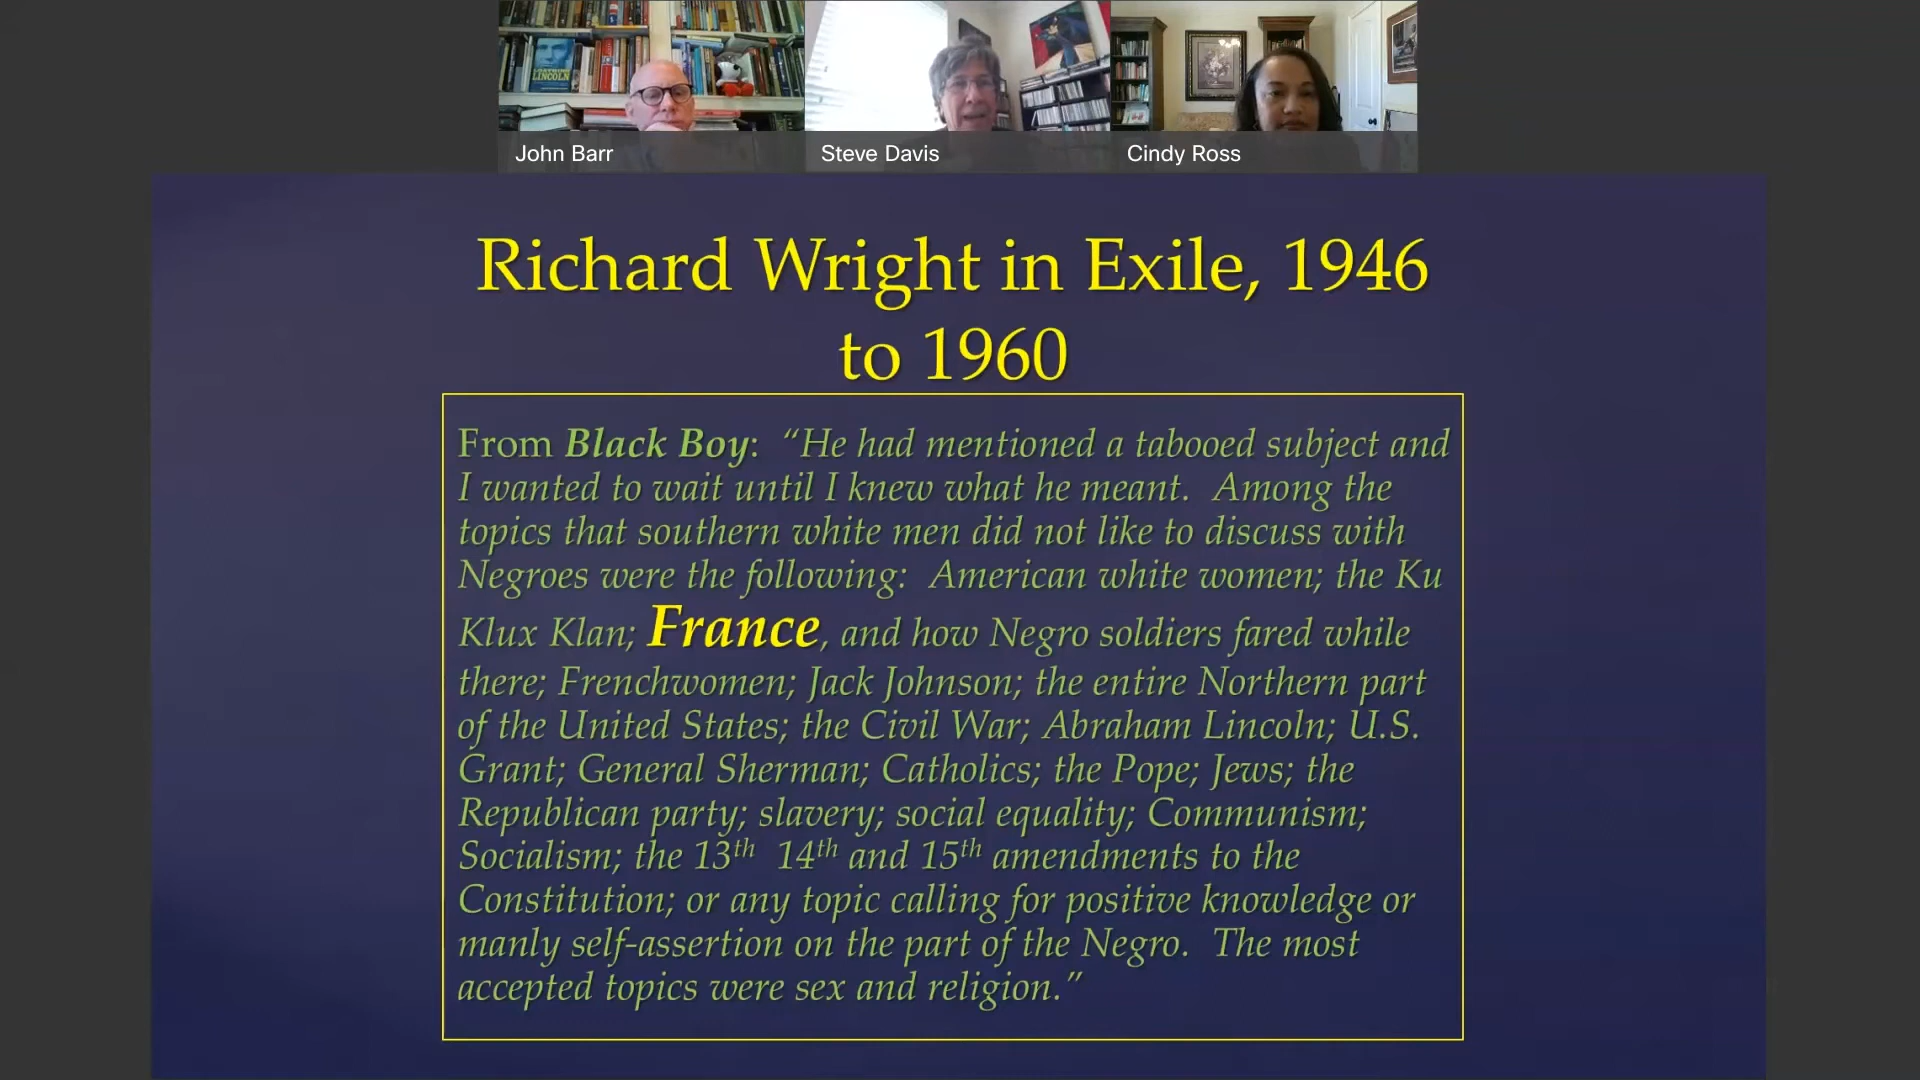 LOATHING
LINCOLN
John Barr
Steve Davis
Cindy Ross
Richard Wright in Exile, 1946
to 1960
From Black Boy:  “He had mentioned a tabooed subject and
I wanted to wait until I knew what he meant.  Among the
topics that southern white men did not like to discuss with
Negroes were the following:  American white women; the Ku
Klux Klan; France, and how Negro soldiers fared while
there; Frenchwomen; Jack Johnson; the entire Northern part
of the United States; the Civil War; Abraham Lincoln; U.S.
Grant; General Sherman; Catholics; the Pope; Jews; the
Republican party; slavery; social equality; Communism;
Socialism; the 13th  14th and 15th amendments to the
Constitution; or any topic calling for positive knowledge or
manly self-assertion on the part of the Negro.  The most
accepted topics were sex and religion.”